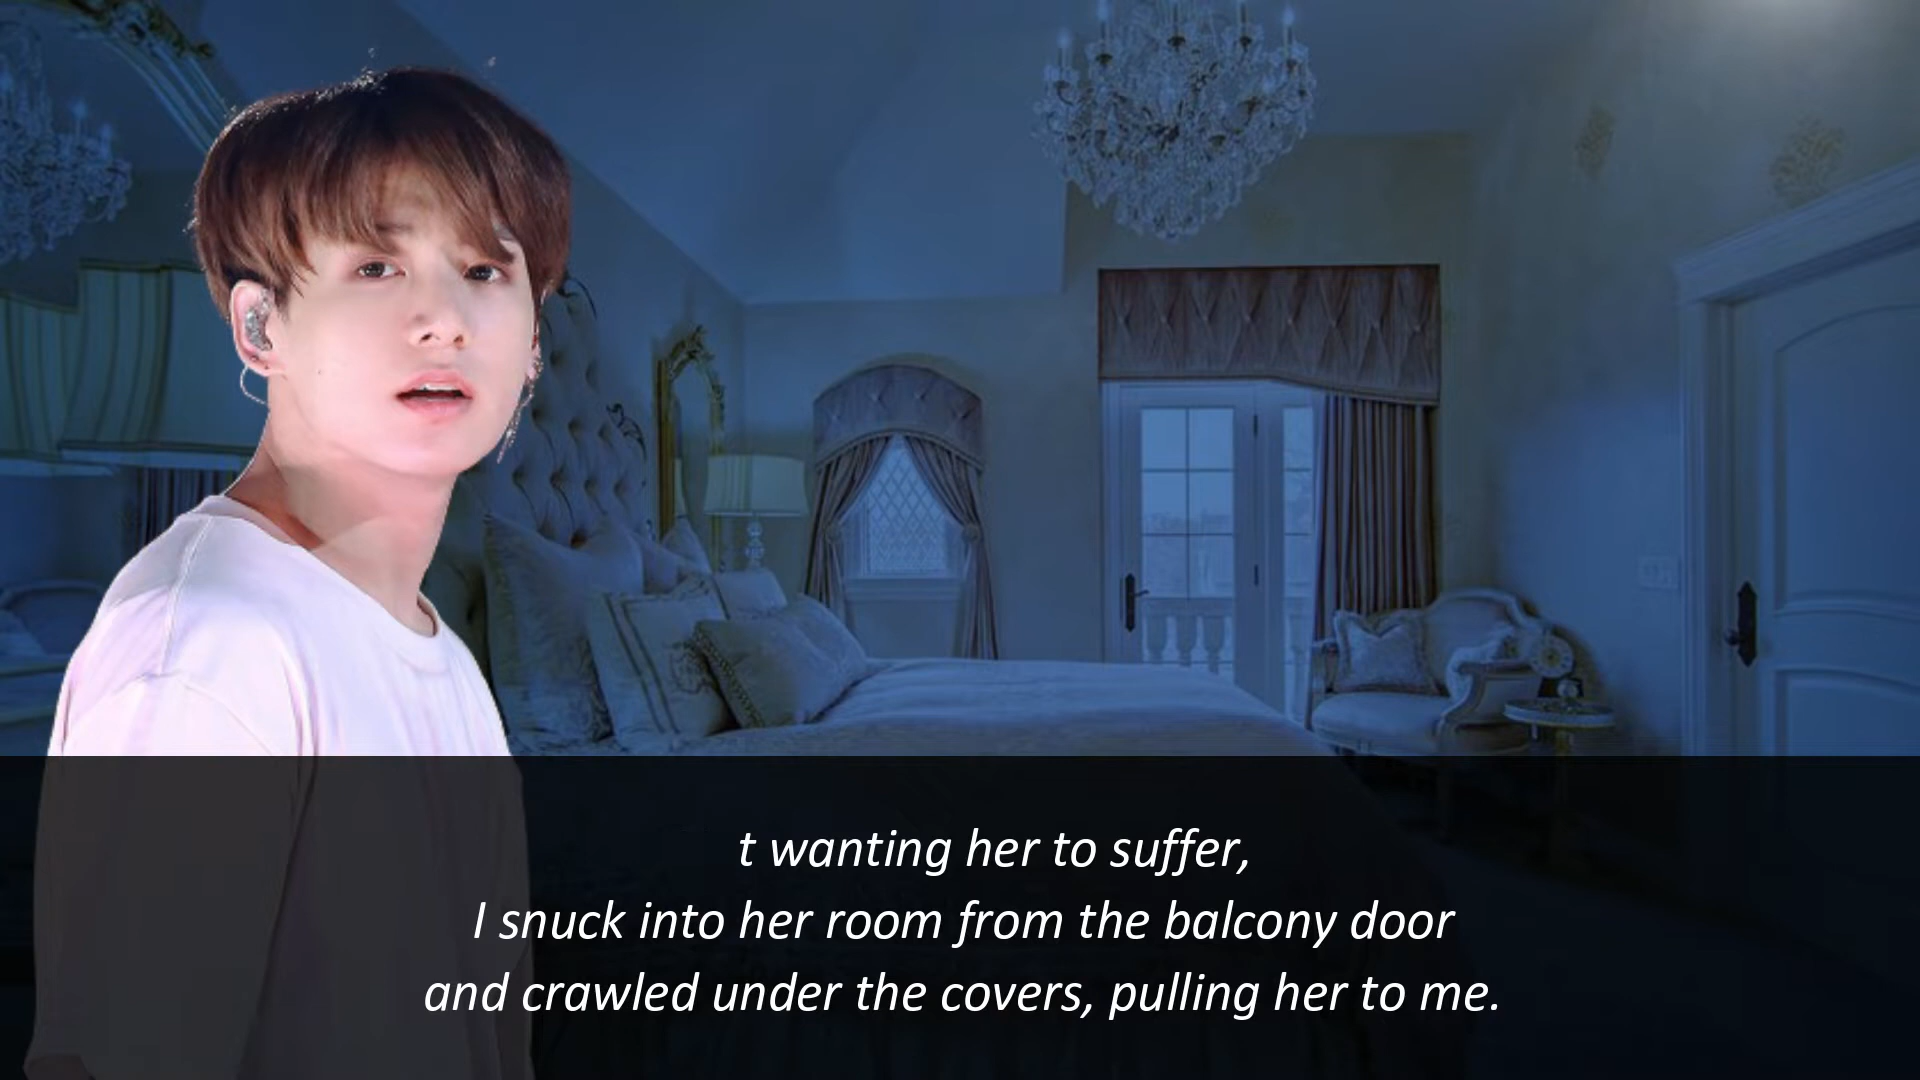 t wanting her to suffer,
I snuck into her room from the balcony door
and crawled under the covers, pulling her to me.